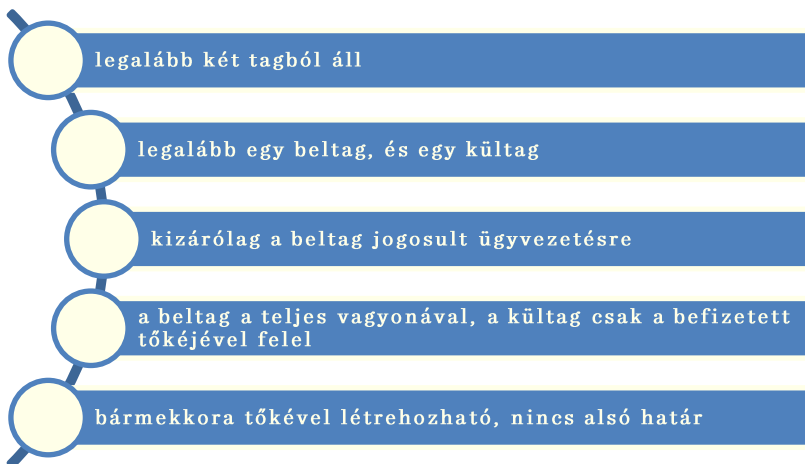 legalább két tagból áll
legalább egy beltag, és egy kültag
kizárólag a beltag jogosult ügyvezetésre
a beltag a teljes vagyonával, a kültag csak a befizetett
tőkéjével felel
bármekkora tőkével létrehozható, nincs alsó határ